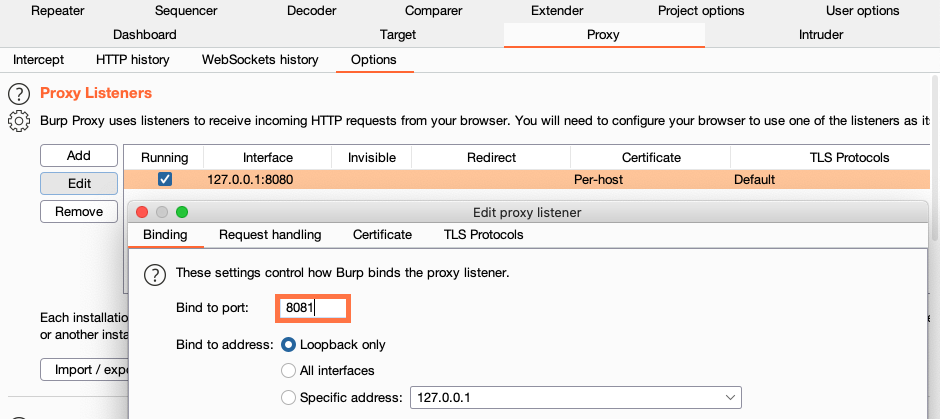 Repeater Sequencer Decoder Comparer Extender Project options User options
Dashboard Target Proxy Intruder
Intercept HTTP history WebSockets history Options
? Proxy Listeners
Burp Proxy uses listeners to receive incoming HTTP requests from your browser. You will need to configure your browser to use one of the listeners as
Add Running Interface Invisible Redirect Certificate TLS Protocols
Edit 127.0.0.1:8080 Per-host Default
Remove
Edit proxy listener
Binding Request handling Certificate TLS Protocols
? These settings control how Burp binds the proxy listener.
Bind to port: 8081
Each
or another
Bind to address: Loopback only
Import / All interfaces
Specific address: 127.0.0.1